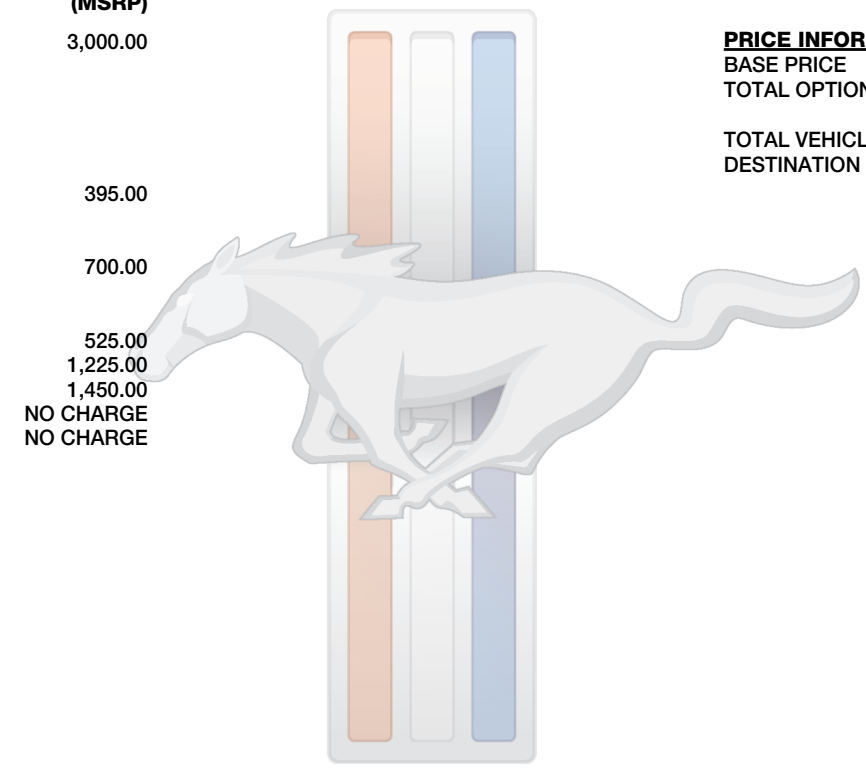 (MSRP)
3,000.00
395.00
700.00
525.00
1,225.00
1,450.00
NO CHARGE
NO CHARGE
PRICE INFOR
BASE PRICE
TOTAL OPTION
TOTAL VEHICL
DESTINATION